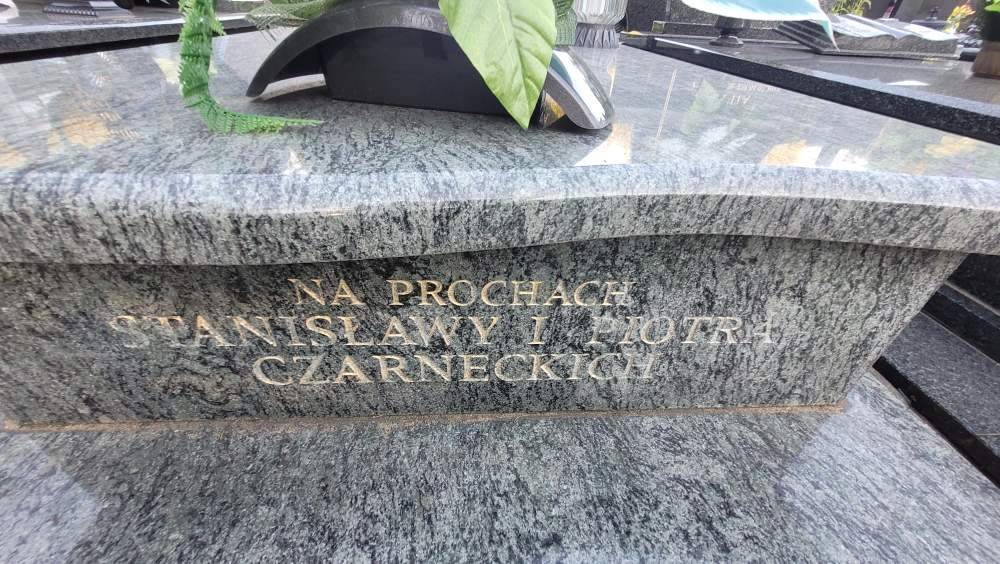 NA PROCHACH
STANISŁAWY I PIOTRA
CZARNECKICH